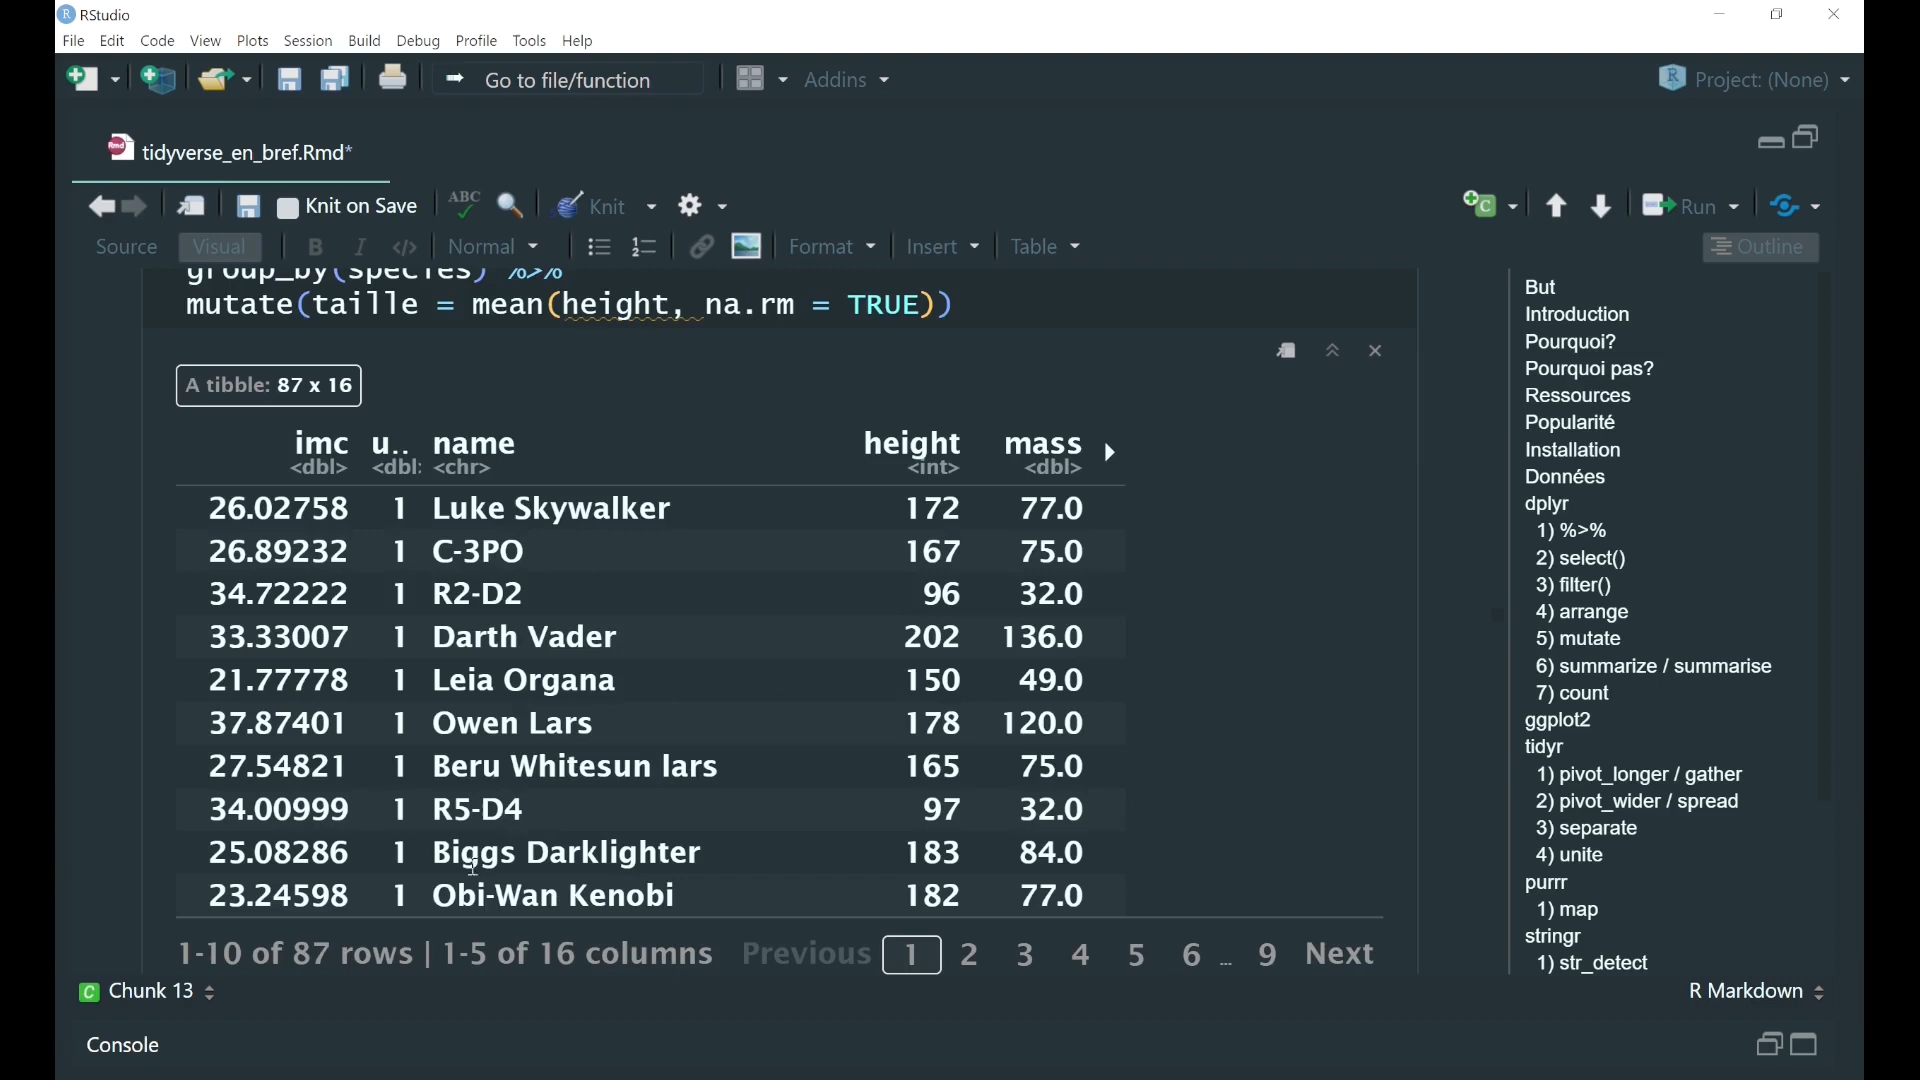 RStudio
File Edit Code View Plots Session Build Debug Profile Tools Help
Go to file/function Addins Project: (None)
tidyverse_en_bref.Rmd*
Knit on Save ABC Knit Run
Source Visual B I </> Normal Format Insert Table Outline
group_by(species) %>%
mutate(taille = mean(height, na.rm = TRUE))
A tibble: 87 x 16
imc u.. name height mass
<dbl> <dbl> <chr> <int> <dbl>
26.02758 1 Luke Skywalker 172 77.0
26.89232 1 C-3PO 167 75.0
34.72222 1 R2-D2 96 32.0
33.33007 1 Darth Vader 202 136.0
21.77778 1 Leia Organa 150 49.0
37.87401 1 Owen Lars 178 120.0
27.54821 1 Beru Whitesun lars 165 75.0
34.00999 1 R5-D4 97 32.0
25.08286 1 Biggs Darklighter 183 84.0
23.24598 1 Obi-Wan Kenobi 182 77.0
1-10 of 87 rows | 1-5 of 16 columns Previous 1 2 3 4 5 6 ... 9 Next
But
Introduction
Pourquoi?
Pourquoi pas?
Ressources
Popularité
Installation
Données
dplyr
1) %>%
2) select()
3) filter()
4) arrange
5) mutate
6) summarize / summarise
7) count
ggplot2
tidyr
1) pivot_longer / gather
2) pivot_wider / spread
3) separate
4) unite
purrr
1) map
stringr
1) str_detect
Chunk 13 R Markdown
Console